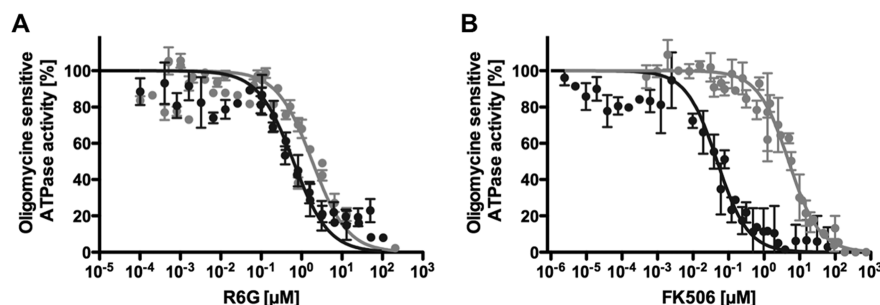 A
Oligomycine sensitive
ATPase activity [%]
100
80
60
40
20
0
10-5 10-4 10-3 10-2 10-1 100 101 102 103
R6G [µM]
B
Oligomycine sensitive
ATPase activity [%]
100
80
60
40
20
0
10-6 10-5 10-4 10-3 10-2 10-1 100 101 102 103
FK506 [µM]